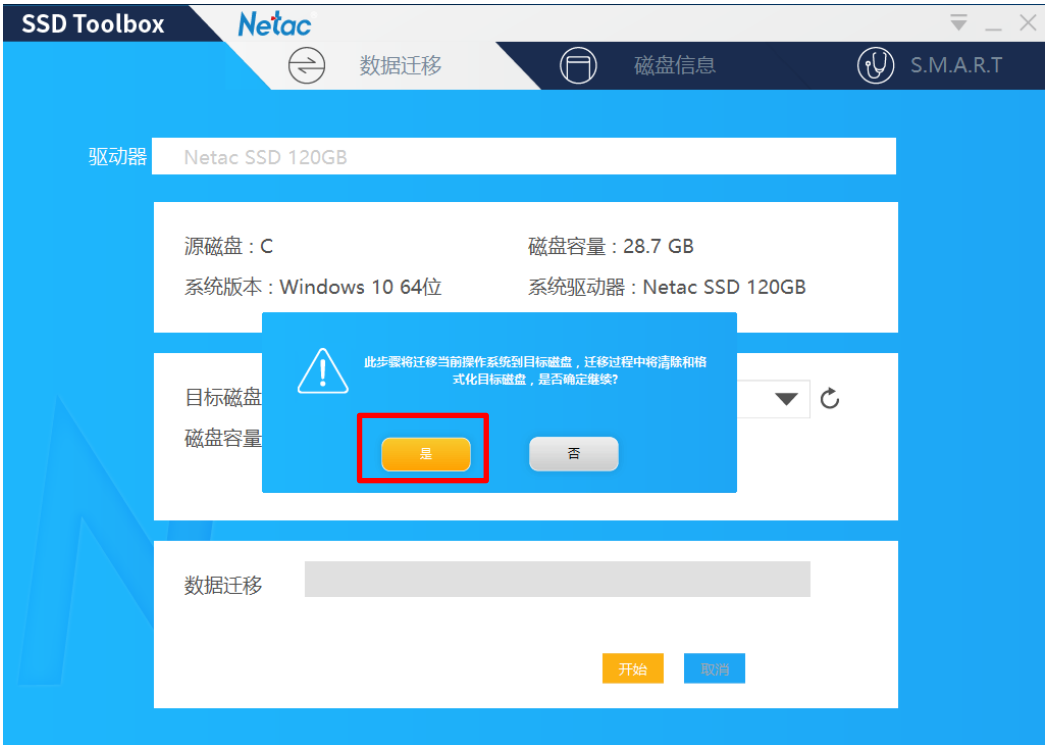 SSD Toolbox Netac
数据迁移 磁盘信息 S.M.A.R.T
驱动器 Netac SSD 120GB
源磁盘：C 磁盘容量：28.7 GB
系统版本：Windows 10 64位 系统驱动器：Netac SSD 120GB
此步骤将迁移当前操作系统到目标磁盘，迁移过程中将清除和格
式化目标磁盘，是否确定继续?
目标磁盘
磁盘容量
是 否
数据迁移
开始 取消